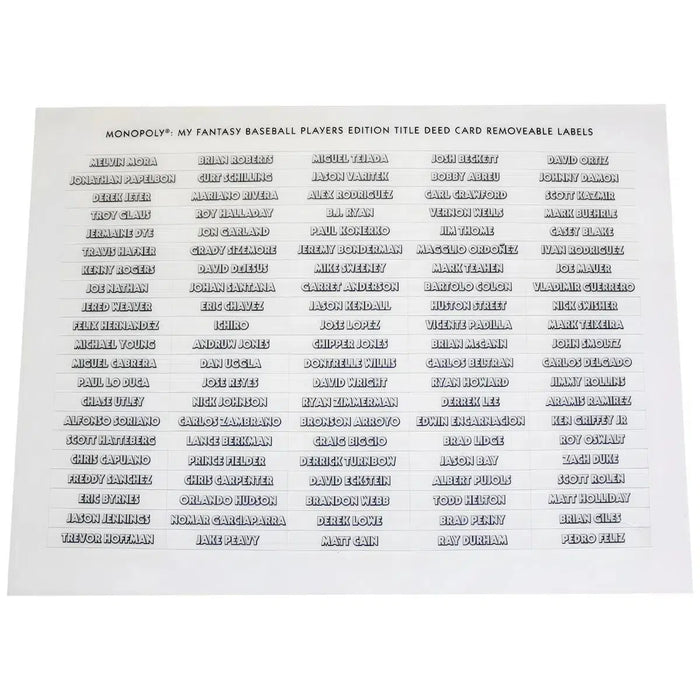 MONOPOLY®: MY FANTASY BASEBALL PLAYERS EDITION TITLE DEED CARD REMOVEABLE LABELS
MELVIN MORA BRIAN ROBERTS MIGUEL TEJADA JOSH BECKETT DAVID ORTIZ
JONATHAN PAPELBON CURT SCHILLING JASON VARITEK BOBBY ABREU JOHNNY DAMON
DEREK JETER MARIANO RIVERA ALEX RODRIGUEZ CARL CRAWFORD SCOTT KAZMIR
TROY GLAUS ROY HALLADAY B.J. RYAN VERNON WELLS MARK BUEHRLE
JERMAINE DYE JON GARLAND PAUL KONERKO JIM THOME CASEY BLAKE
TRAVIS HAFNER GRADY SIZEMORE JEREMY BONDERMAN MAGGLIO ORDOÑEZ IVAN RODRIGUEZ
KENNY ROGERS DAVID DEJESUS MIKE SWEENEY MARK TEAHEN JOE MAUER
JOE NATHAN JOHAN SANTANA GARRET ANDERSON BARTOLO COLON VLADIMIR GUERRERO
JERED WEAVER ERIC CHAVEZ JASON KENDALL HUSTON STREET NICK SWISHER
FELIX HERNANDEZ ICHIRO JOSE LOPEZ VICENTE PADILLA MARK TEIXEIRA
MICHAEL YOUNG ANDRUW JONES CHIPPER JONES BRIAN McCANN JOHN SMOLTZ
MIGUEL CABRERA DAN UGGLA DONTRELLE WILLIS CARLOS BELTRAN CARLOS DELGADO
PAUL LO DUCA JOSE REYES DAVID WRIGHT RYAN HOWARD JIMMY ROLLINS
CHASE UTLEY NICK JOHNSON RYAN ZIMMERMAN DERREK LEE ARAMIS RAMIREZ
ALFONSO SORIANO CARLOS ZAMBRANO BRONSON ARROYO EDWIN ENCARNACION KEN GRIFFEY JR
SCOTT HATTEBERG LANCE BERKMAN CRAIG BIGGIO BRAD LIDGE ROY OSWALT
CHRIS CAPUANO PRINCE FIELDER DERRICK TURNBOW JASON BAY ZACH DUKE
FREDDY SANCHEZ CHRIS CARPENTER DAVID ECKSTEIN ALBERT PUJOLS SCOTT ROLEN
ERIC BYRNES ORLANDO HUDSON BRANDON WEBB TODD HELTON MATT HOLLIDAY
JASON JENNINGS NOMAR GARCIAPARRA DEREK LOWE BRAD PENNY BRIAN GILES
TREVOR HOFFMAN JAKE PEAVY MATT CAIN RAY DURHAM PEDRO FELIZ